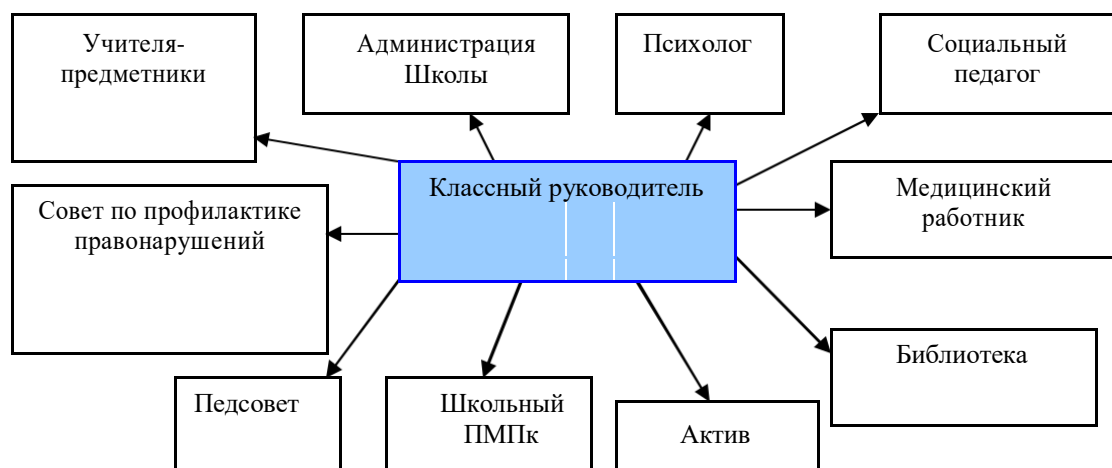 Учителя-
предметники
Администрация
Школы
Психолог
Социальный
педагог
Классный руководитель
Медицинский
работник
Совет по профилактике
правонарушений
Библиотека
Педсовет
Школьный
ПМПк
Актив